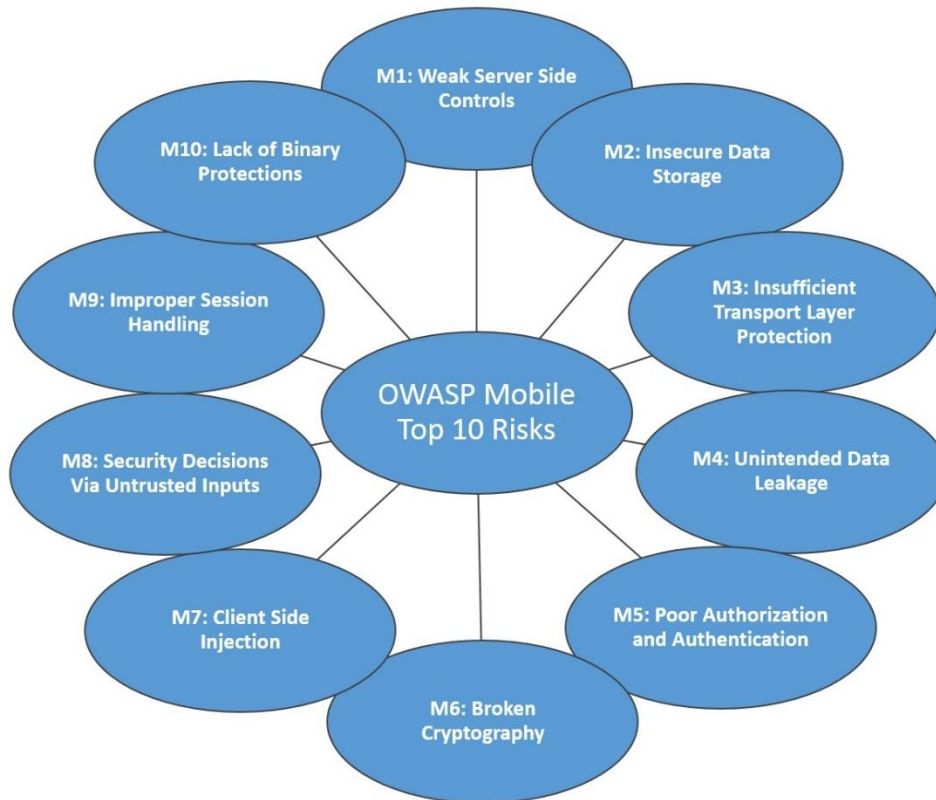 M1: Weak Server Side
Controls
M2: Insecure Data
Storage
M3: Insufficient
Transport Layer
Protection
M4: Unintended Data
Leakage
M5: Poor Authorization
and Authentication
M6: Broken
Cryptography
M7: Client Side
Injection
M8: Security Decisions
Via Untrusted Inputs
M9: Improper Session
Handling
M10: Lack of Binary
Protections
OWASP Mobile
Top 10 Risks